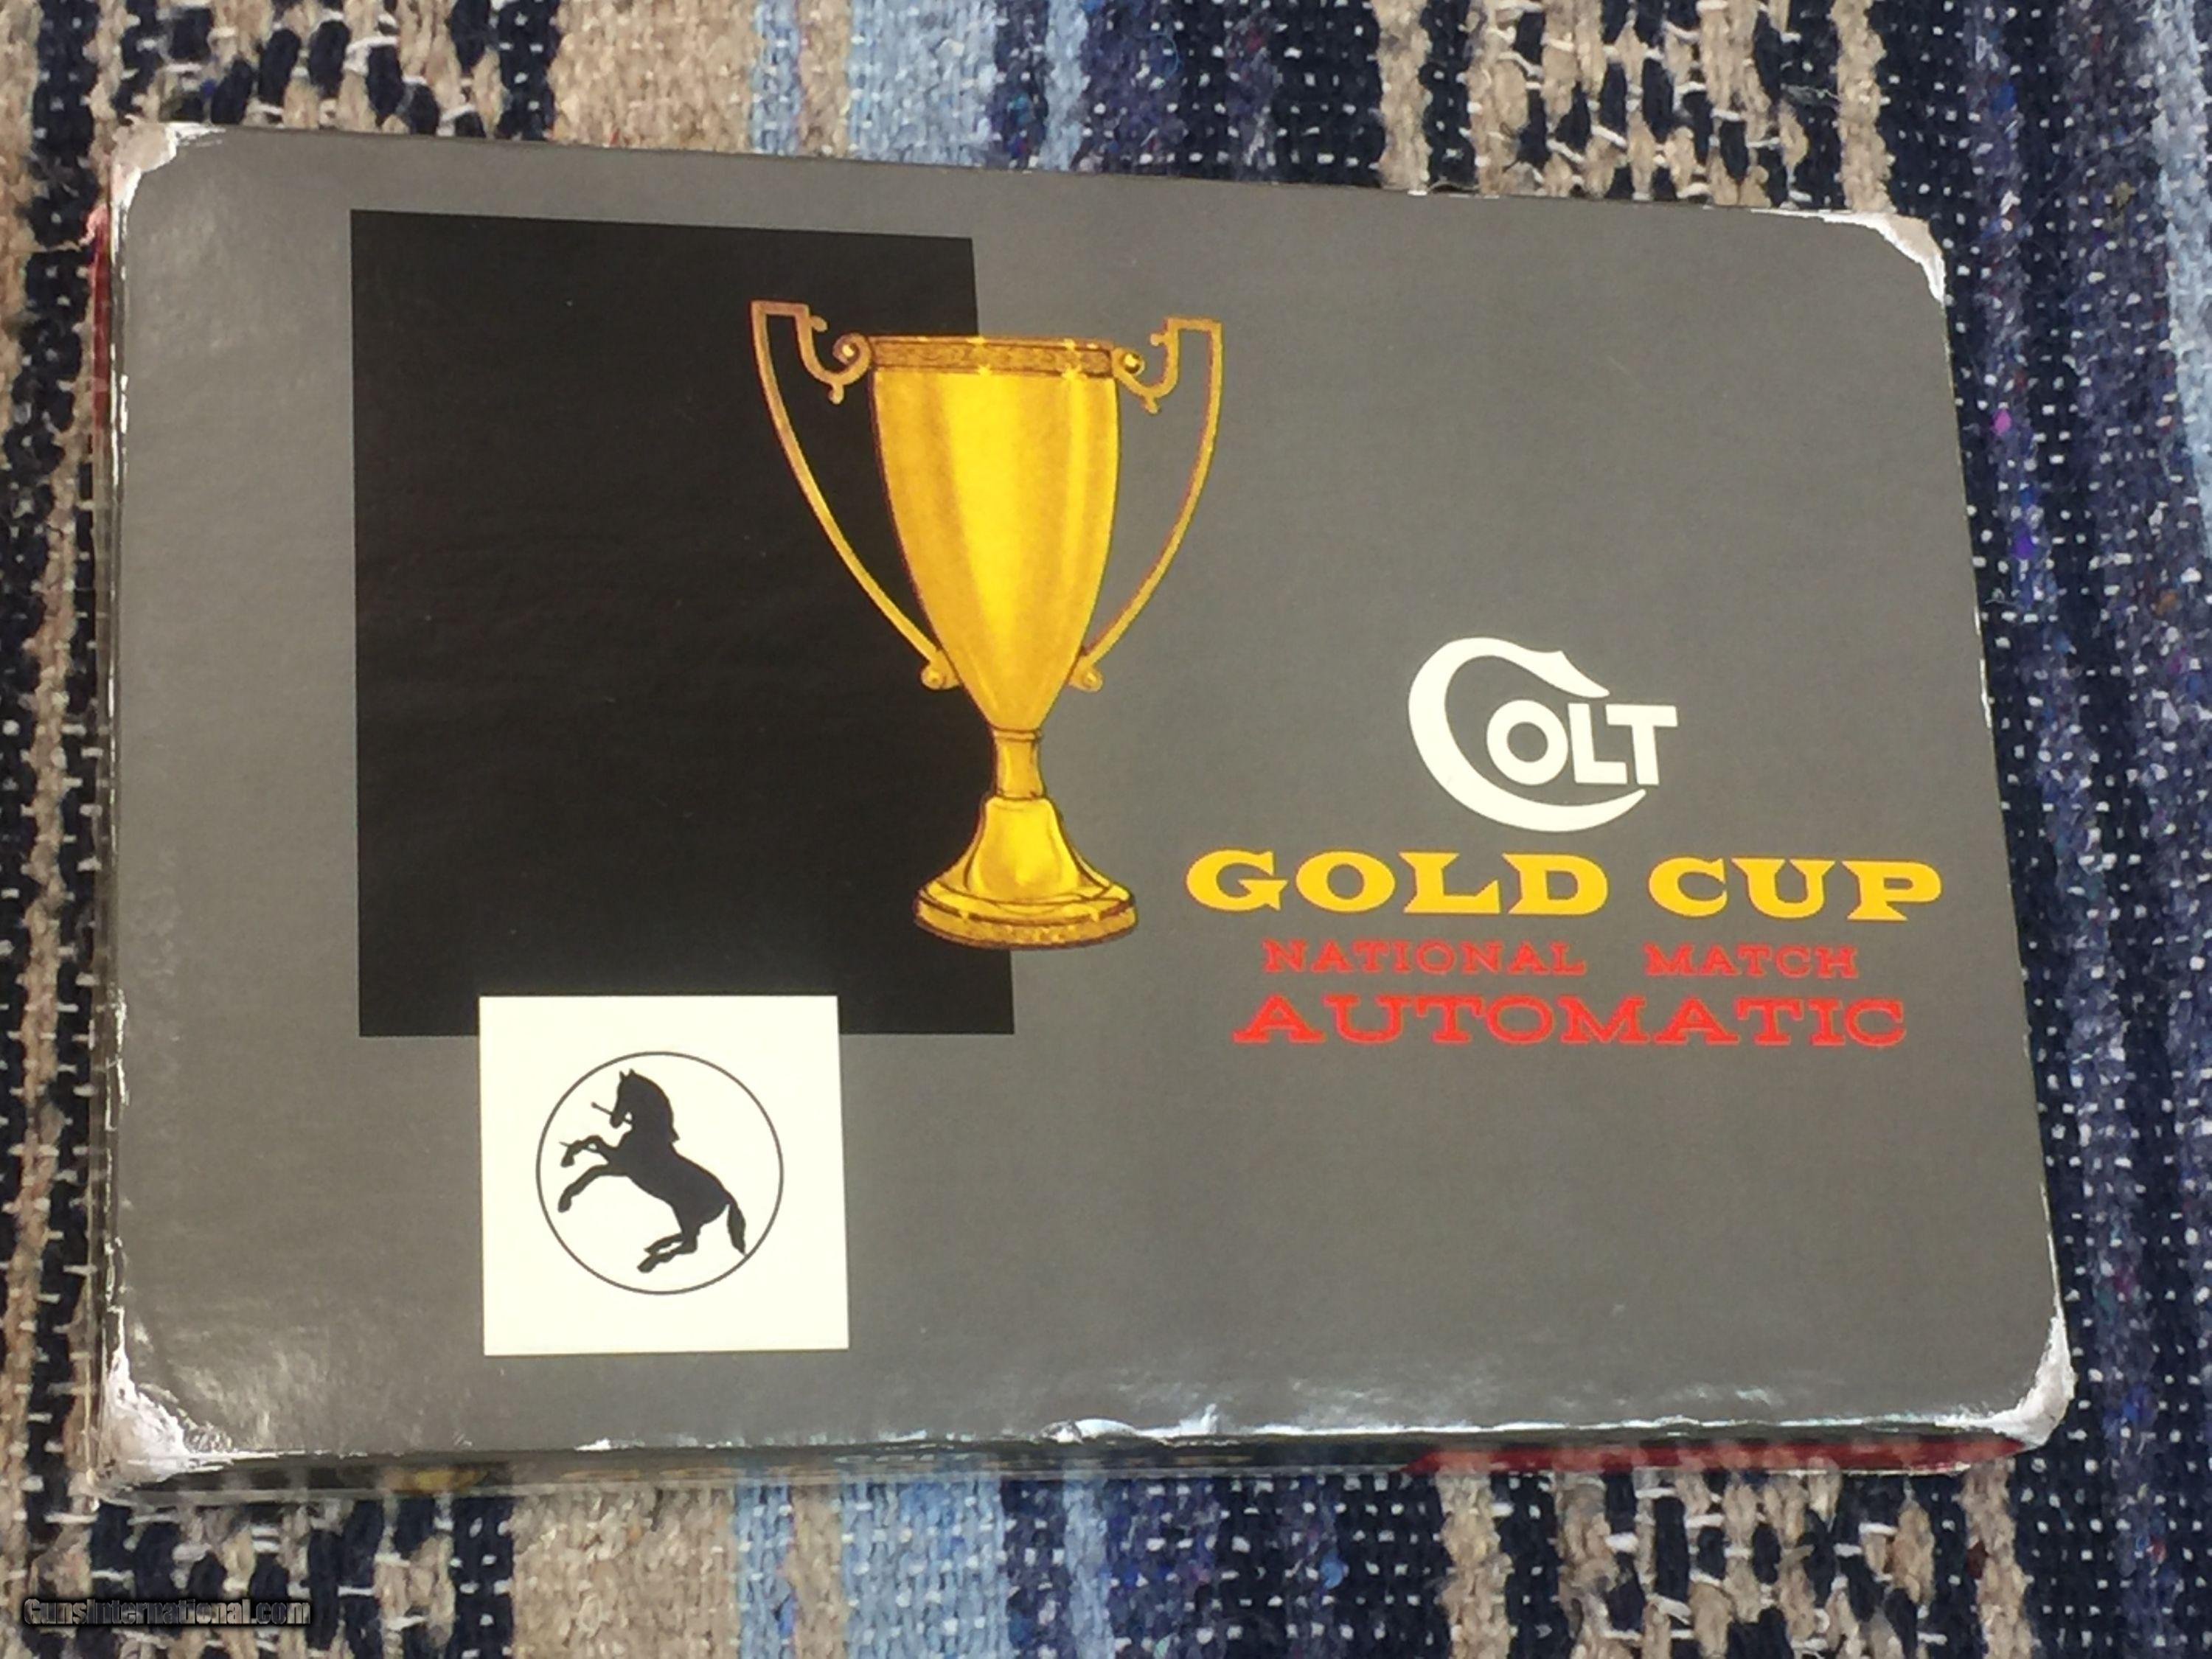 COLT
GOLD CUP
NATIONAL MATCH
AUTOMATIC
GunsInternational.com